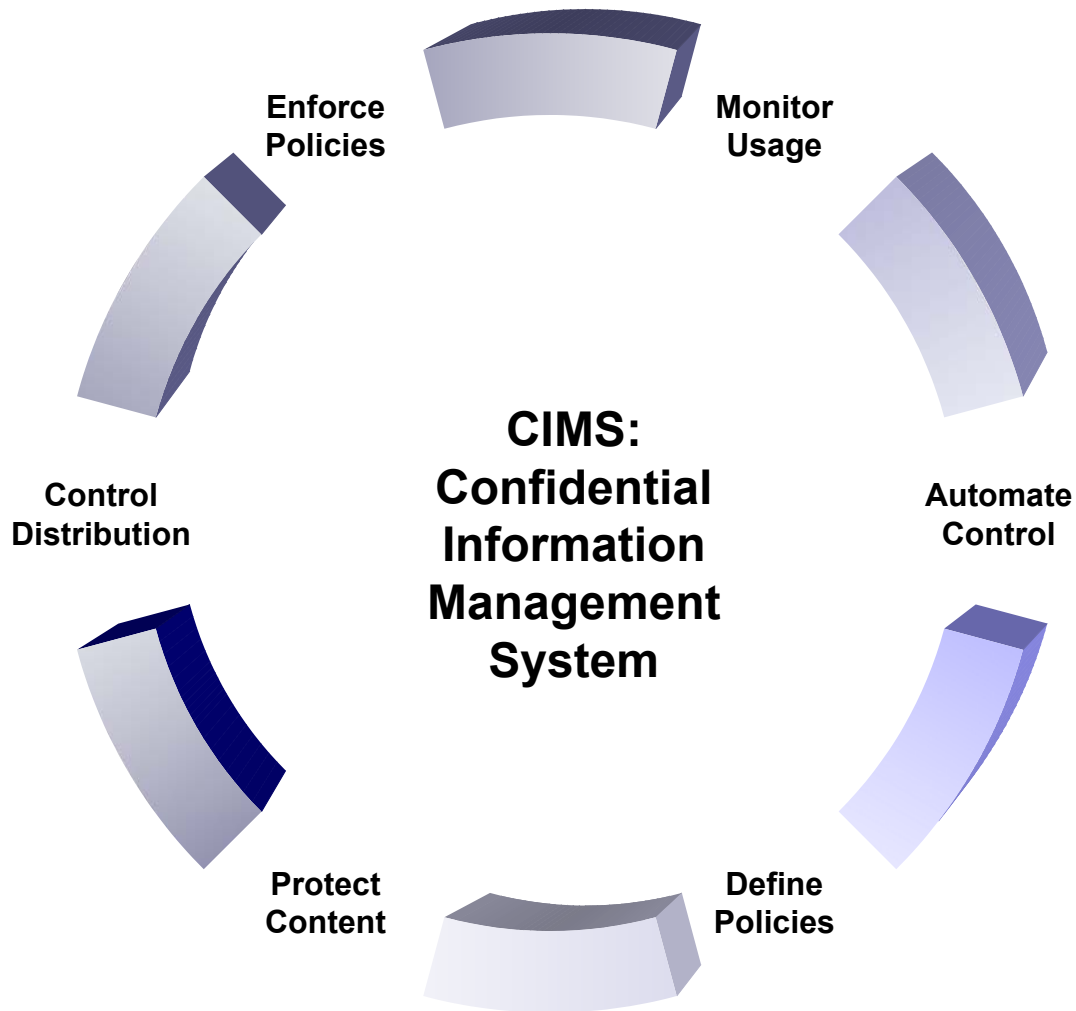 Enforce
Policies
Monitor
Usage
CIMS:
Confidential
Information
Management
System
Control
Distribution
Automate
Control
Protect
Content
Define
Policies